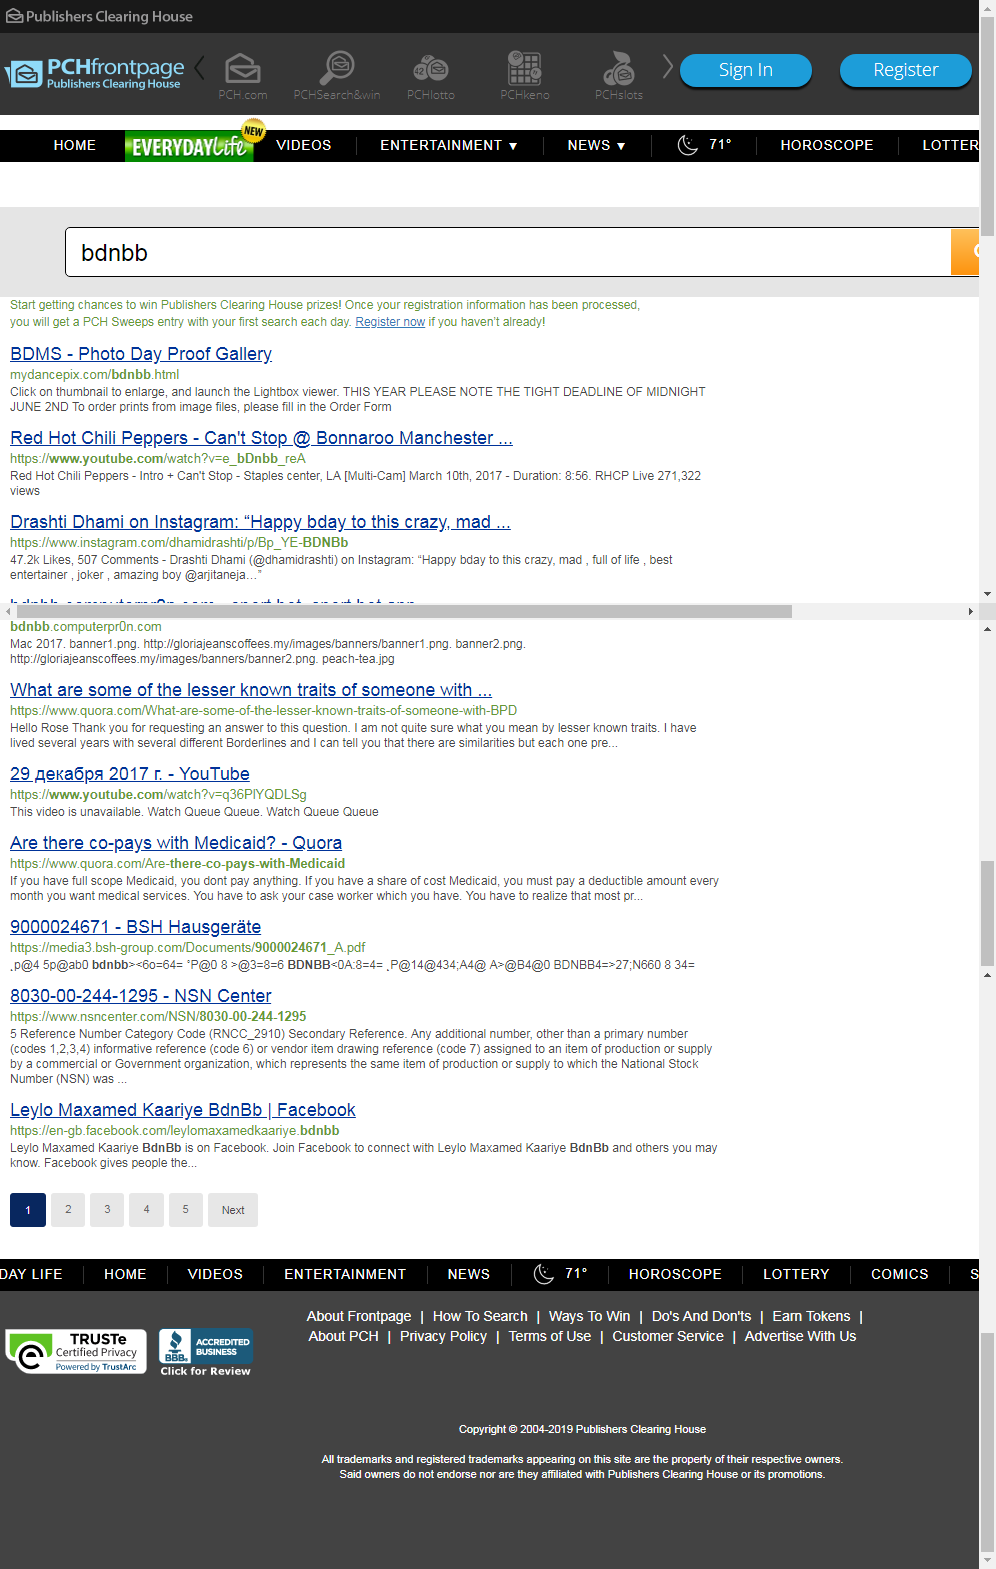 Publishers Clearing House
PCHfrontpage
Publishers Clearing House
PCH.com
PCHSearch&win
PCHlotto
PCHkeno
PCHslots
Sign In
Register
HOME
EVERYDAY Life
NEW
VIDEOS
ENTERTAINMENT ▼
NEWS ▼
71°
HOROSCOPE
LOTTER
bdnbb
Start getting chances to win Publishers Clearing House prizes! Once your registration information has been processed,
you will get a PCH Sweeps entry with your first search each day. Register now if you haven't already!
BDMS - Photo Day Proof Gallery
mydancepix.com/bdnbb.html
Click on thumbnail to enlarge, and launch the Lightbox viewer. THIS YEAR PLEASE NOTE THE TIGHT DEADLINE OF MIDNIGHT
JUNE 2ND To order prints from image files, please fill in the Order Form
Red Hot Chili Peppers - Can't Stop @ Bonnaroo Manchester ...
https://www.youtube.com/watch?v=e_bDnbb_reA
Red Hot Chili Peppers - Intro + Can't Stop - Staples center, LA [Multi-Cam] March 10th, 2017 - Duration: 8:56. RHCP Live 271,322
views
Drashti Dhami on Instagram: “Happy bday to this crazy, mad ...
https://www.instagram.com/dhamidrashti/p/Bp_YE-BDNBb
47.2k Likes, 507 Comments - Drashti Dhami (@dhamidrashti) on Instagram: “Happy bday to this crazy, mad , full of life , best
entertainer , joker , amazing boy @arjitaneja…”
bdnbb.computerpr0n.com
Mac 2017. banner1.png. http://gloriajeanscoffees.my/images/banners/banner1.png. banner2.png.
http://gloriajeanscoffees.my/images/banners/banner2.png. peach-tea.jpg
What are some of the lesser known traits of someone with ...
https://www.quora.com/What-are-some-of-the-lesser-known-traits-of-someone-with-BPD
Hello Rose Thank you for requesting an answer to this question. I am not quite sure what you mean by lesser known traits. I have
lived several years with several different Borderlines and I can tell you that there are similarities but each one pre...
29 декабря 2017 г. - YouTube
https://www.youtube.com/watch?v=q36PlYQDLSg
This video is unavailable. Watch Queue Queue. Watch Queue Queue
Are there co-pays with Medicaid? - Quora
https://www.quora.com/Are-there-co-pays-with-Medicaid
If you have full scope Medicaid, you dont pay anything. If you have a share of cost Medicaid, you must pay a deductible amount every
month you want medical services. You have to ask your case worker which you have. You have to realize that most pr...
9000024671 - BSH Hausgeräte
https://media3.bsh-group.com/Documents/9000024671_A.pdf
¸p@4 5p@ab0 bdnbb><6o=64= ˚P@0 8 >@3=8=6 BDNBB<0A:8=4= ¸P@14@434;A4@ A>@B4@0 BDNBB4=>27;N660 8 34=
8030-00-244-1295 - NSN Center
https://www.nsncenter.com/NSN/8030-00-244-1295
5 Reference Number Category Code (RNCC_2910) Secondary Reference. Any additional number, other than a primary number
(codes 1,2,3,4) informative reference (code 6) or vendor item drawing reference (code 7) assigned to an item of production or supply
by a commercial or Government organization, which represents the same item of production or supply to which the National Stock
Number (NSN) was ...
Leylo Maxamed Kaariye BdnBb | Facebook
https://en-gb.facebook.com/leylomaxamedkaariye.bdnbb
Leylo Maxamed Kaariye BdnBb is on Facebook. Join Facebook to connect with Leylo Maxamed Kaariye BdnBb and others you may
know. Facebook gives people the...
1 2 3 4 5 Next
DAY LIFE
HOME
VIDEOS
ENTERTAINMENT
NEWS
71°
HOROSCOPE
LOTTERY
COMICS
S
About Frontpage | How To Search | Ways To Win | Do's And Don'ts | Earn Tokens |
About PCH | Privacy Policy | Terms of Use | Customer Service | Advertise With Us
TRUSTe
Certified Privacy
Powered by TrustArc
BBB
ACCREDITED
BUSINESS
Click for Review
Copyright © 2004-2019 Publishers Clearing House
All trademarks and registered trademarks appearing on this site are the property of their respective owners.
Said owners do not endorse nor are they affiliated with Publishers Clearing House or its promotions.